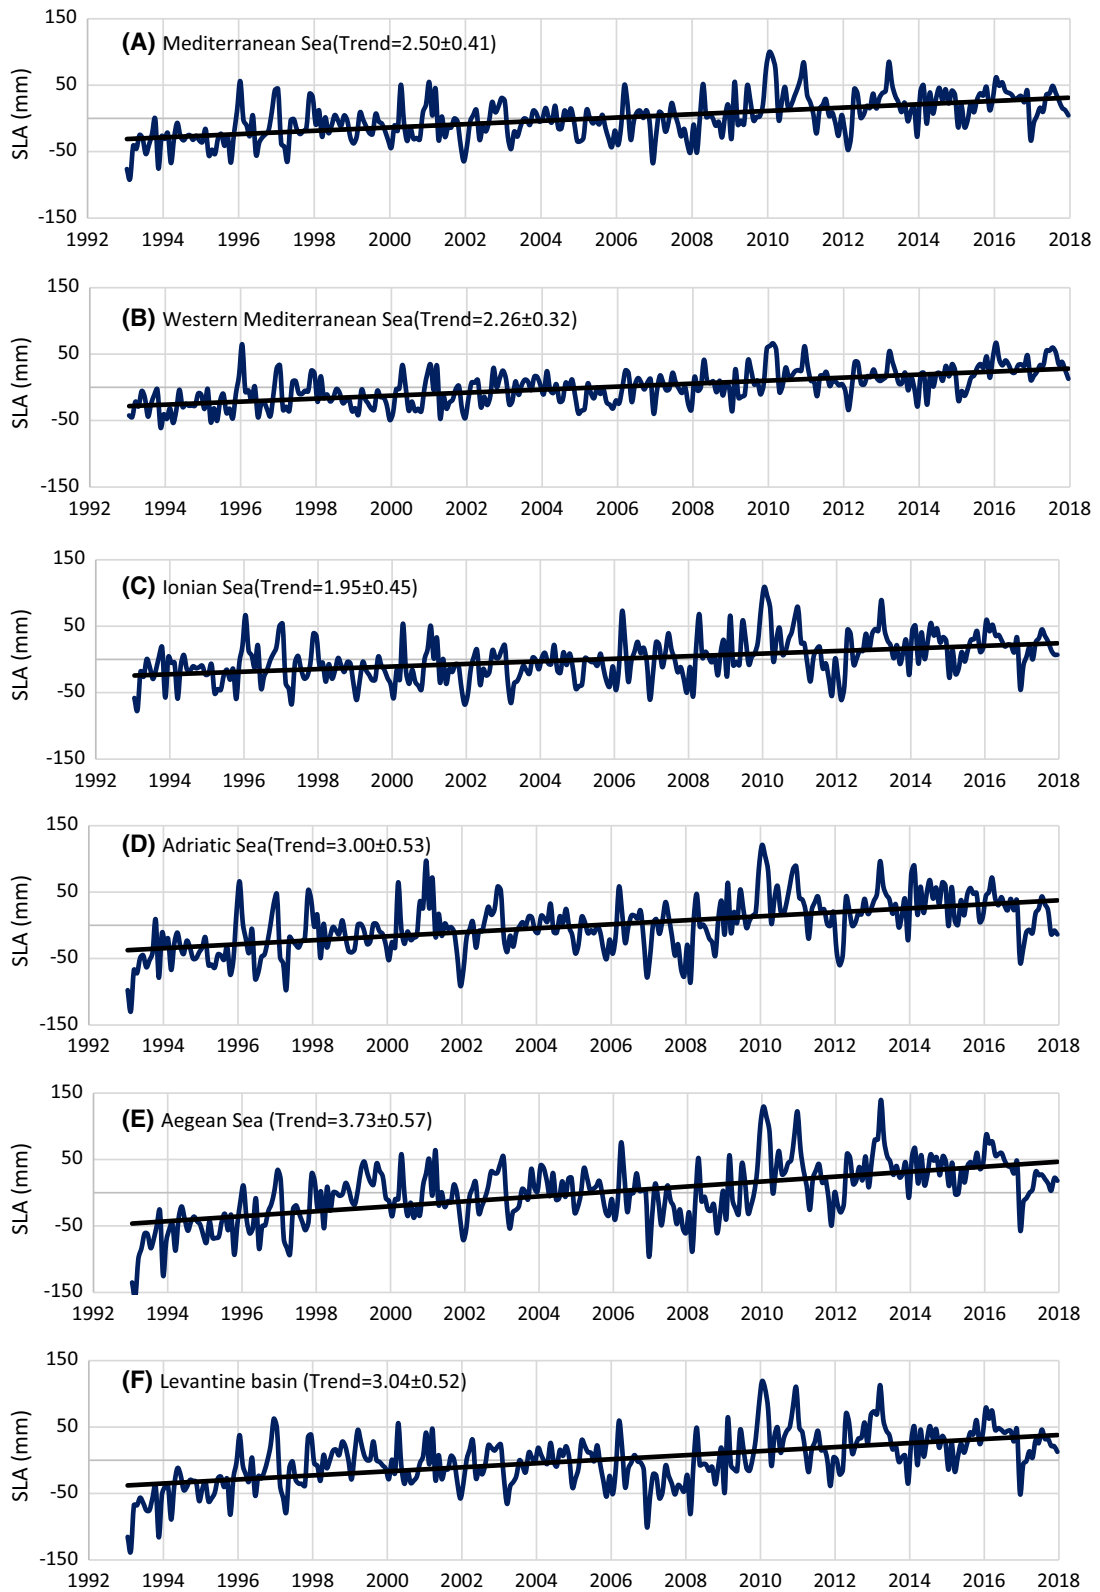 150
(A) Mediterranean Sea(Trend=2.50±0.41)
50
SLA (mm)
-50
-150
1992 1994 1996 1998 2000 2002 2004 2006 2008 2010 2012 2014 2016 2018
150
(B) Western Mediterranean Sea(Trend=2.26±0.32)
50
SLA (mm)
-50
-150
1992 1994 1996 1998 2000 2002 2004 2006 2008 2010 2012 2014 2016 2018
150
(C) Ionian Sea(Trend=1.95±0.45)
50
SLA (mm)
-50
-150
1992 1994 1996 1998 2000 2002 2004 2006 2008 2010 2012 2014 2016 2018
150
(D) Adriatic Sea(Trend=3.00±0.53)
50
SLA (mm)
-50
-150
1992 1994 1996 1998 2000 2002 2004 2006 2008 2010 2012 2014 2016 2018
150
(E) Aegean Sea (Trend=3.73±0.57)
50
SLA (mm)
-50
-150
1992 1994 1996 1998 2000 2002 2004 2006 2008 2010 2012 2014 2016 2018
150
(F) Levantine basin (Trend=3.04±0.52)
50
SLA (mm)
-50
-150
1992 1994 1996 1998 2000 2002 2004 2006 2008 2010 2012 2014 2016 2018